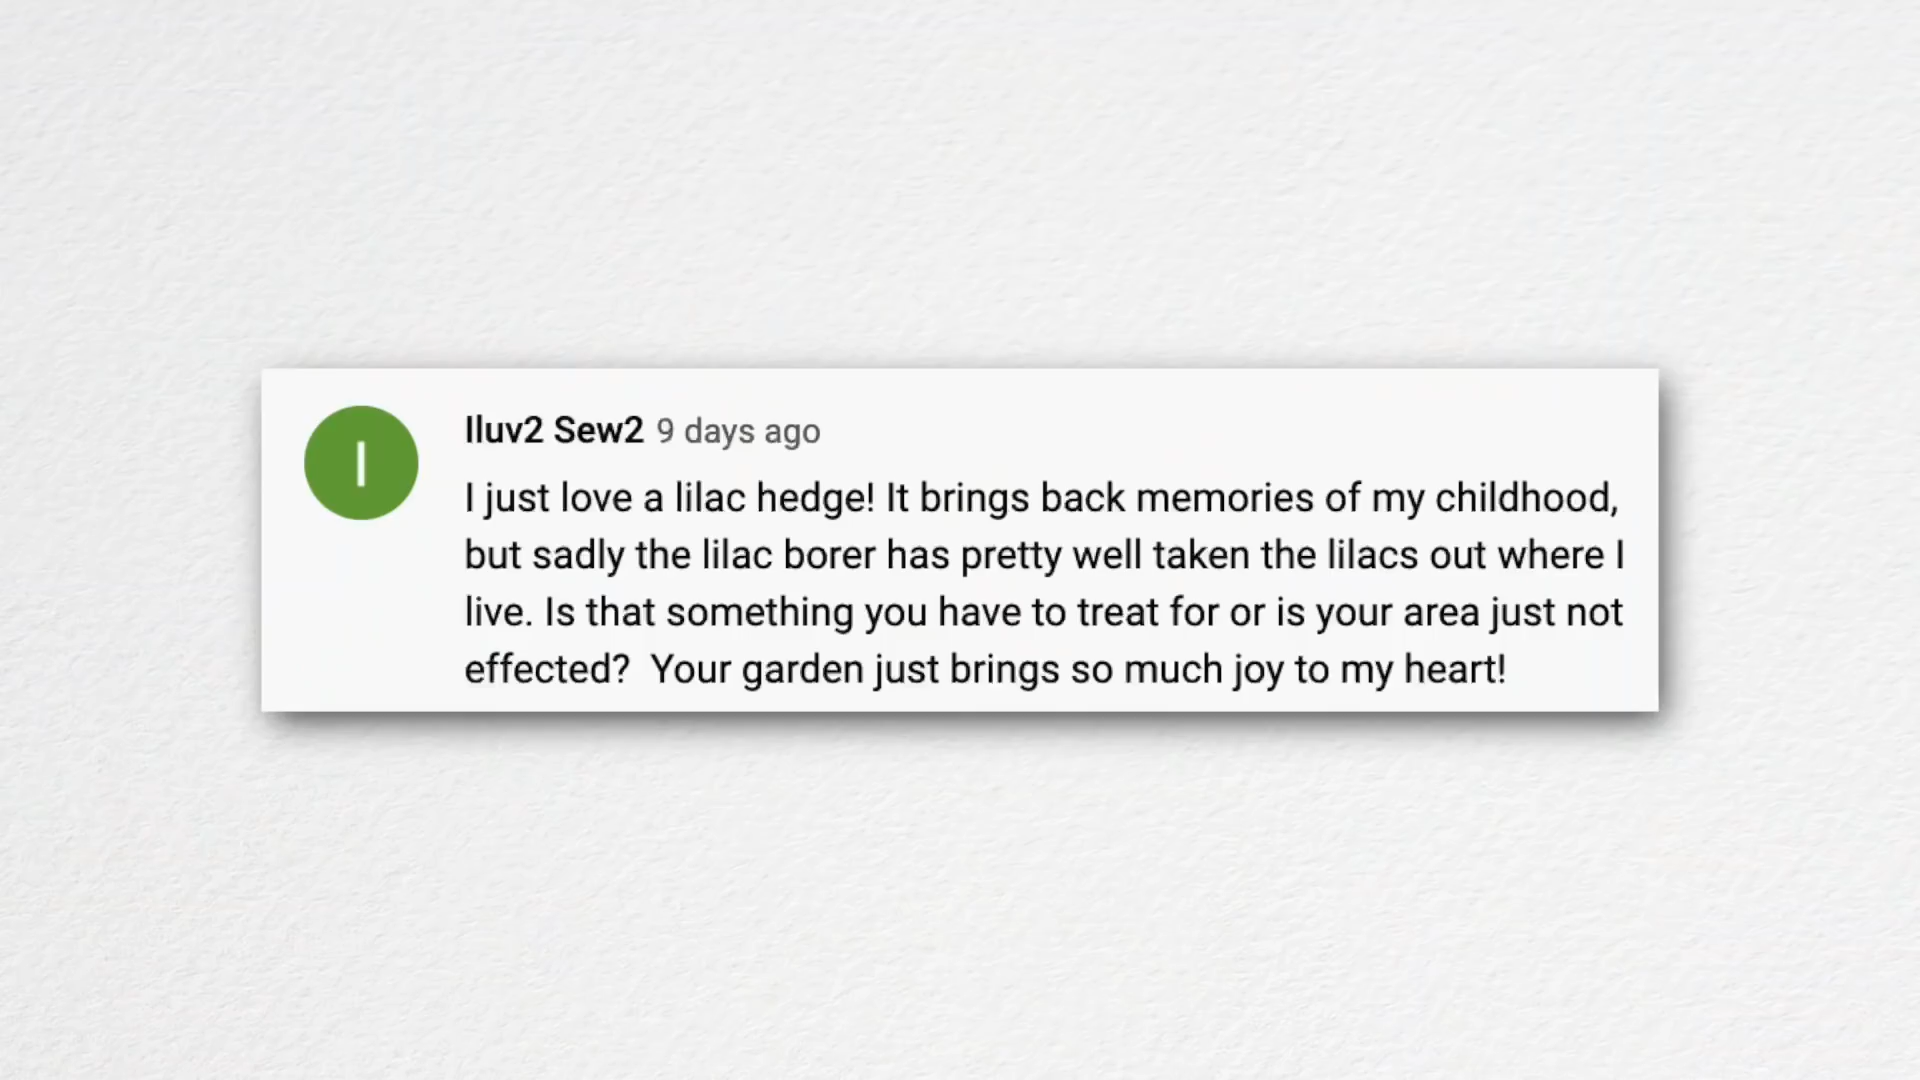 I
Iluv2 Sew2 9 days ago
I just love a lilac hedge! It brings back memories of my childhood,
but sadly the lilac borer has pretty well taken the lilacs out where I
live. Is that something you have to treat for or is your area just not
effected?  Your garden just brings so much joy to my heart!